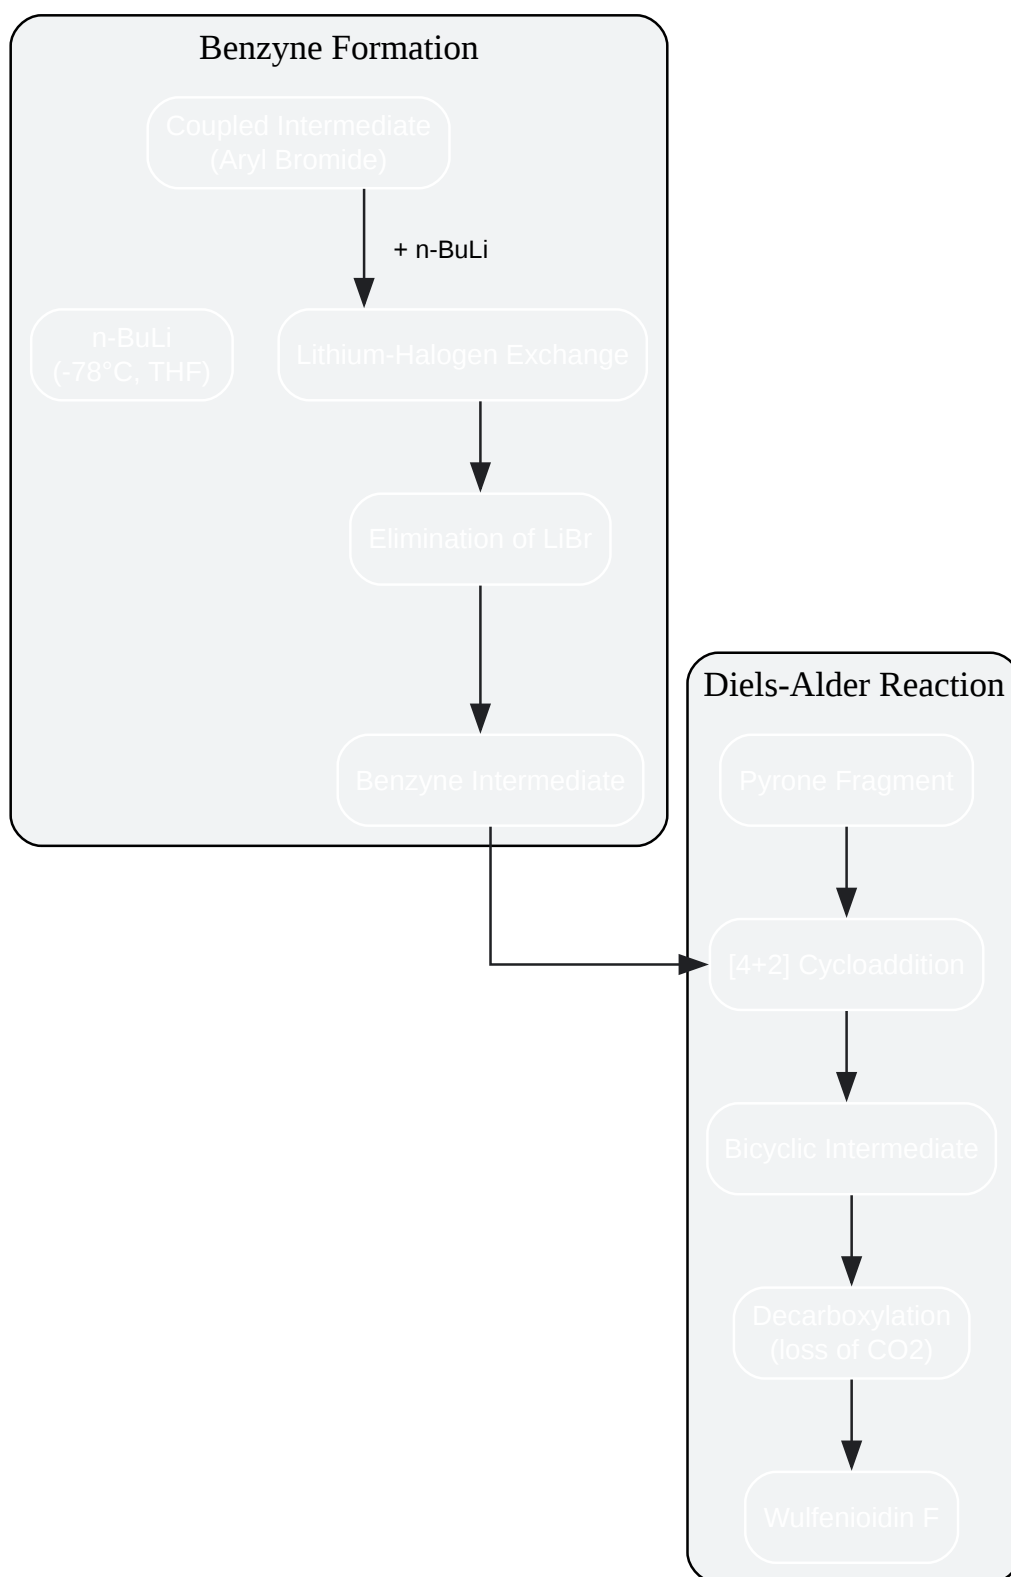 Benzyne Formation
Coupled Intermediate
(Aryl Bromide)
+ n-BuLi
n-BuLi
(-78°C, THF)
Lithium-Halogen Exchange
Elimination of LiBr
Benzyne Intermediate
Diels-Alder Reaction
Pyrone Fragment
[4+2] Cycloaddition
Bicyclic Intermediate
Decarboxylation
(loss of CO2)
Wulfenioidin F